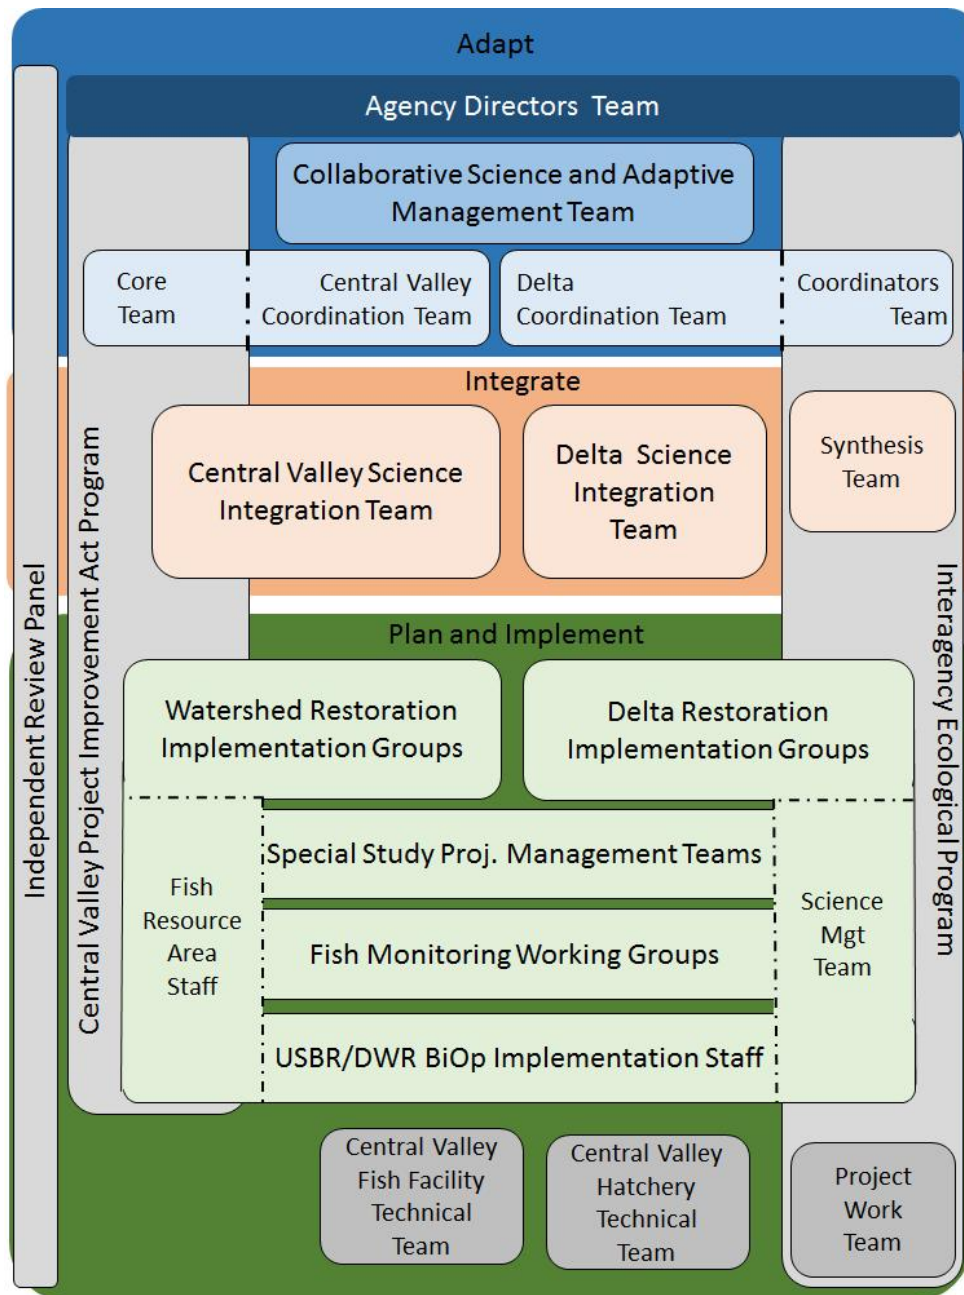 Adapt
Agency Directors Team
Collaborative Science and Adaptive
Management Team
Core
Team
Central Valley
Coordination Team
Delta
Coordination Team
Coordinators
Team
Integrate
Central Valley Science
Integration Team
Delta Science
Integration
Team
Synthesis
Team
Independent Review Panel
Central Valley Project Improvement Act Program
Interagency Ecological Program
Plan and Implement
Watershed Restoration
Implementation Groups
Delta Restoration
Implementation Groups
Special Study Proj. Management Teams
Fish
Resource
Area
Staff
Fish Monitoring Working Groups
Science
Mgt
Team
USBR/DWR BiOp Implementation Staff
Central Valley
Fish Facility
Technical
Team
Central Valley
Hatchery
Technical
Team
Project
Work
Team